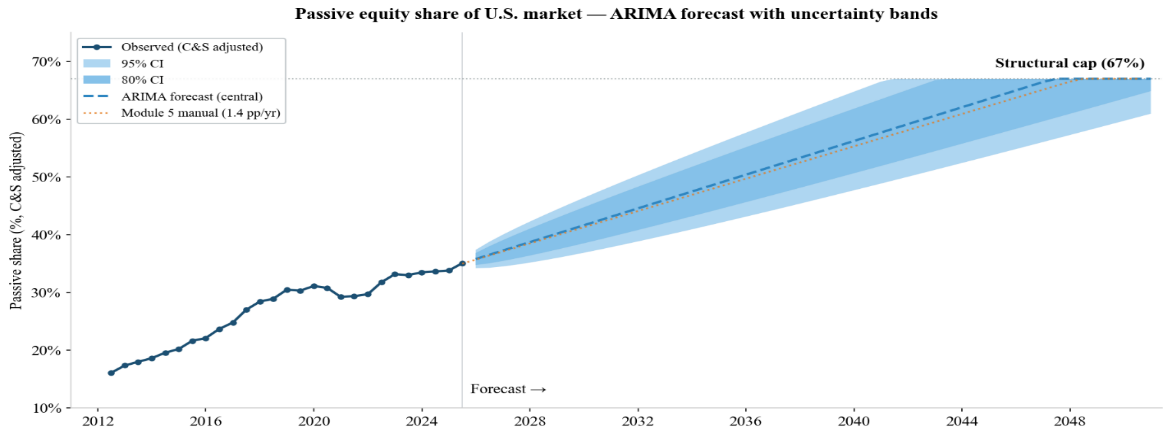 Passive equity share of U.S. market — ARIMA forecast with uncertainty bands
Observed (C&S adjusted)
95% CI
80% CI
ARIMA forecast (central)
Module 5 manual (1.4 pp/yr)
Structural cap (67%)
Passive share (%, C&S adjusted)
70%
60%
50%
40%
30%
20%
10%
Forecast →
2012 2016 2020 2024 2028 2032 2036 2040 2044 2048